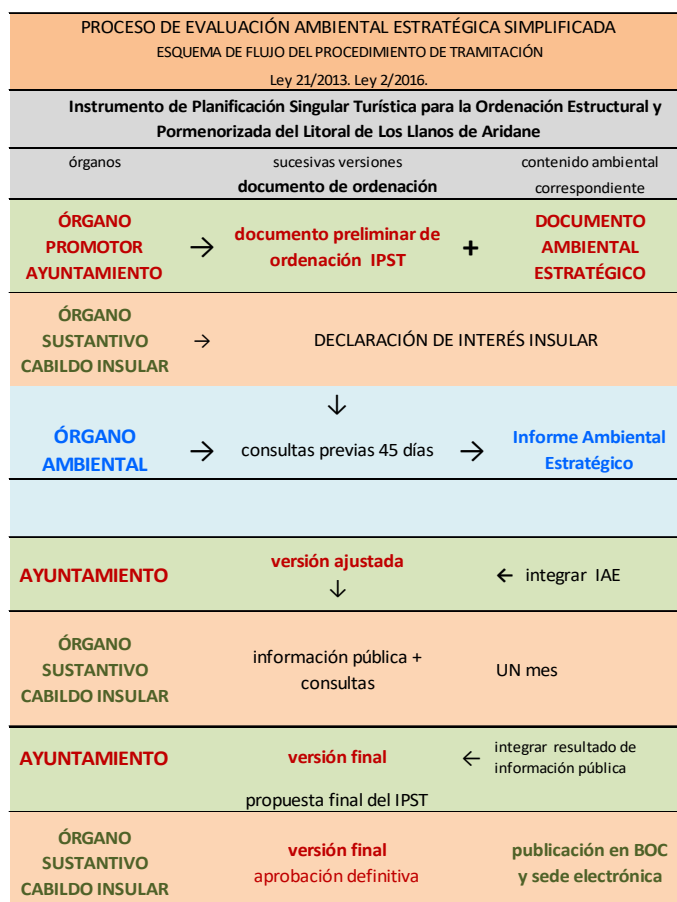 PROCESO DE EVALUACIÓN AMBIENTAL ESTRATÉGICA SIMPLIFICADA
ESQUEMA DE FLUJO DEL PROCEDIMIENTO DE TRAMITACIÓN
Ley 21/2013. Ley 2/2016.
Instrumento de Planificación Singular Turística para la Ordenación Estructural y
Pormenorizada del Litoral de Los Llanos de Aridane
órganos
sucesivas versiones
documento de ordenación
contenido ambiental
correspondiente
ÓRGANO
PROMOTOR
AYUNTAMIENTO
→
documento preliminar de
ordenación IPST
+
DOCUMENTO
AMBIENTAL
ESTRATÉGICO
ÓRGANO
SUSTANTIVO
CABILDO INSULAR
→
DECLARACIÓN DE INTERÉS INSULAR
↓
ÓRGANO
AMBIENTAL
→
consultas previas 45 días
→
Informe Ambiental
Estratégico
AYUNTAMIENTO
versión ajustada
↓
← integrar IAE
ÓRGANO
SUSTANTIVO
CABILDO INSULAR
información pública +
consultas
UN mes
AYUNTAMIENTO
versión final
←
integrar resultado de
información pública
propuesta final del IPST
ÓRGANO
SUSTANTIVO
CABILDO INSULAR
versión final
aprobación definitiva
publicación en BOC
y sede electrónica